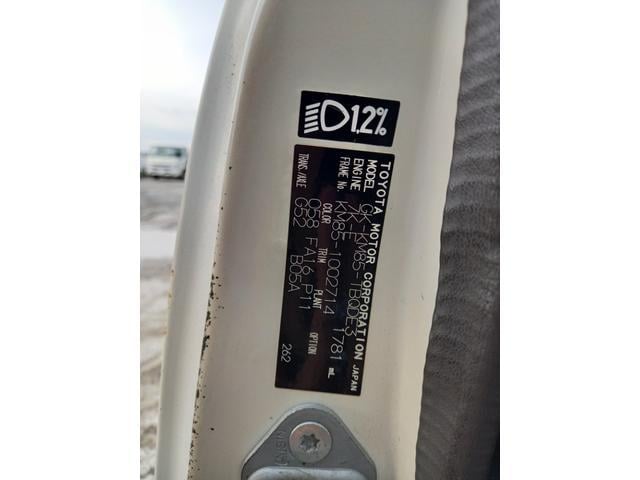 1.2%
TOYOTA MOTOR CORPORATION JAPAN
MODEL GK-KM85-TBQDE3
ENGINE 7K-E 1781 mL
FRAME No. KM85-1002714
COLOR TRIM PLANT OPTION
058 FA16 P11 262
TRANS./AXLE G52 B05A
AISIN